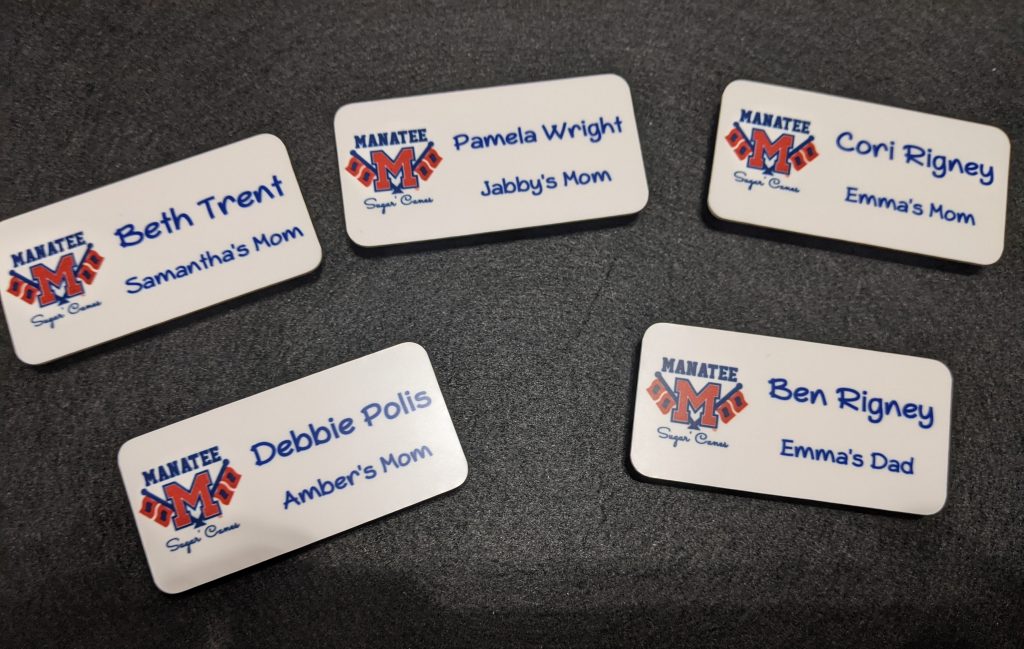 MANATEE
M
Sugar' Canes
Beth Trent
Samantha's Mom
MANATEE
M
Sugar' Canes
Pamela Wright
Jabby's Mom
MANATEE
M
Sugar' Canes
Cori Rigney
Emma's Mom
MANATEE
M
Sugar' Canes
Debbie Polis
Amber's Mom
MANATEE
M
Sugar' Canes
Ben Rigney
Emma's Dad